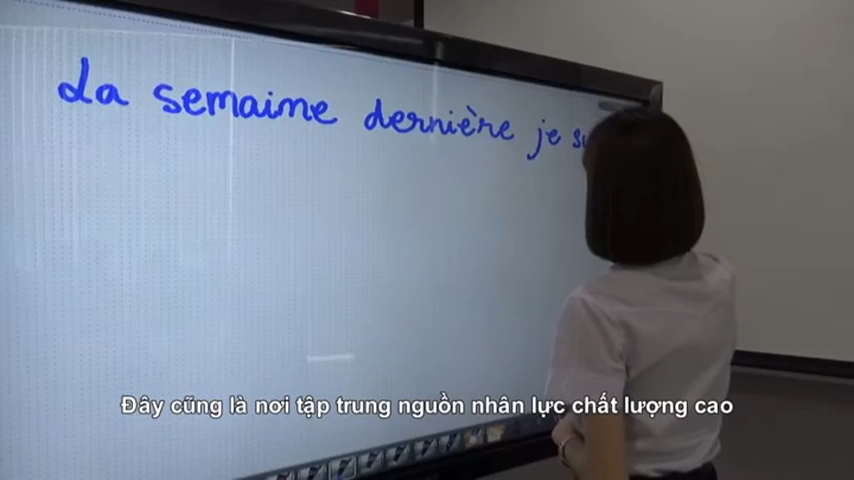 La semaine dernière je
Đây cũng là nơi tập trung nguồn nhân lực chất lượng cao